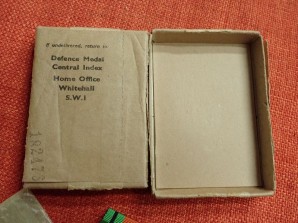 If undelivered, return to
Defence Medal
Central Index
Home Office
Whitehall
S.W.1